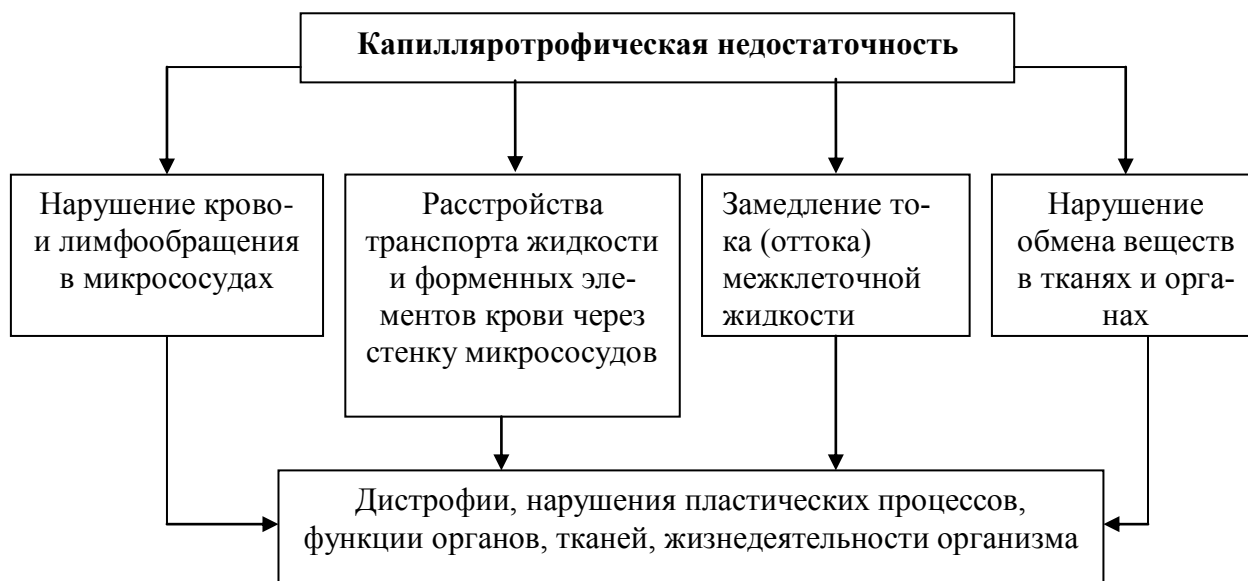 Капилляротрофическая недостаточность
Нарушение крово-
и лимфообращения
в микрососудах
Расстройства
транспорта жидкости
и форменных эле-
ментов крови через
стенку микрососудов
Замедление то-
ка (оттока)
межклеточной
жидкости
Нарушение
обмена веществ
в тканях и орга-
нах
Дистрофии, нарушения пластических процессов,
функции органов, тканей, жизнедеятельности организма